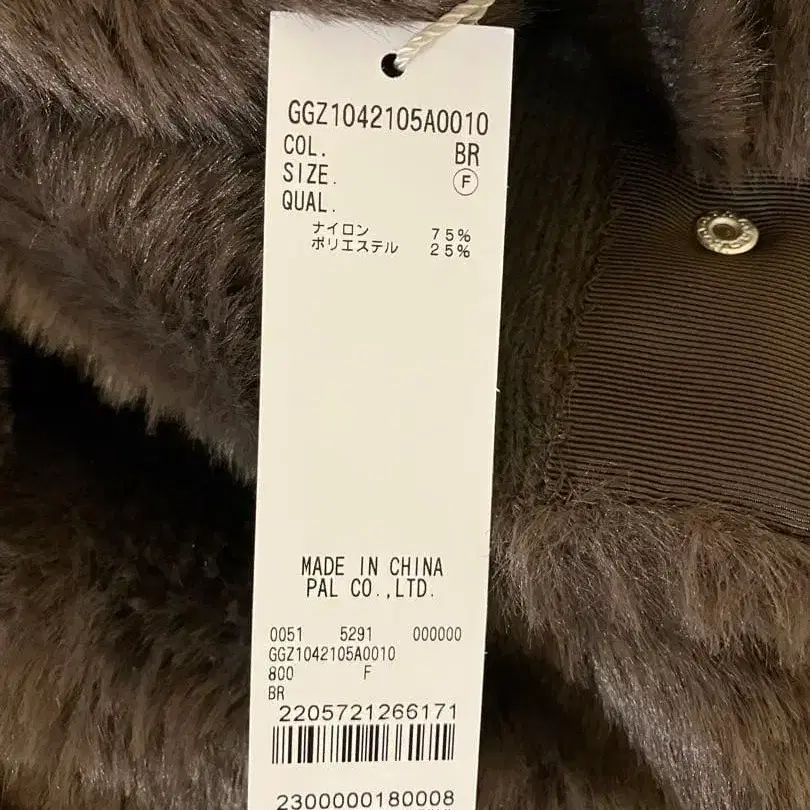 GGZ1042105A0010
COL. BR
SIZE. F
QUAL.
ナイロン 75%
ポリエステル 25%
MADE IN CHINA
PAL CO.,LTD.
0051 5291 000000
GGZ1042105A0010
800 F
BR
2205721266171
2300000180008